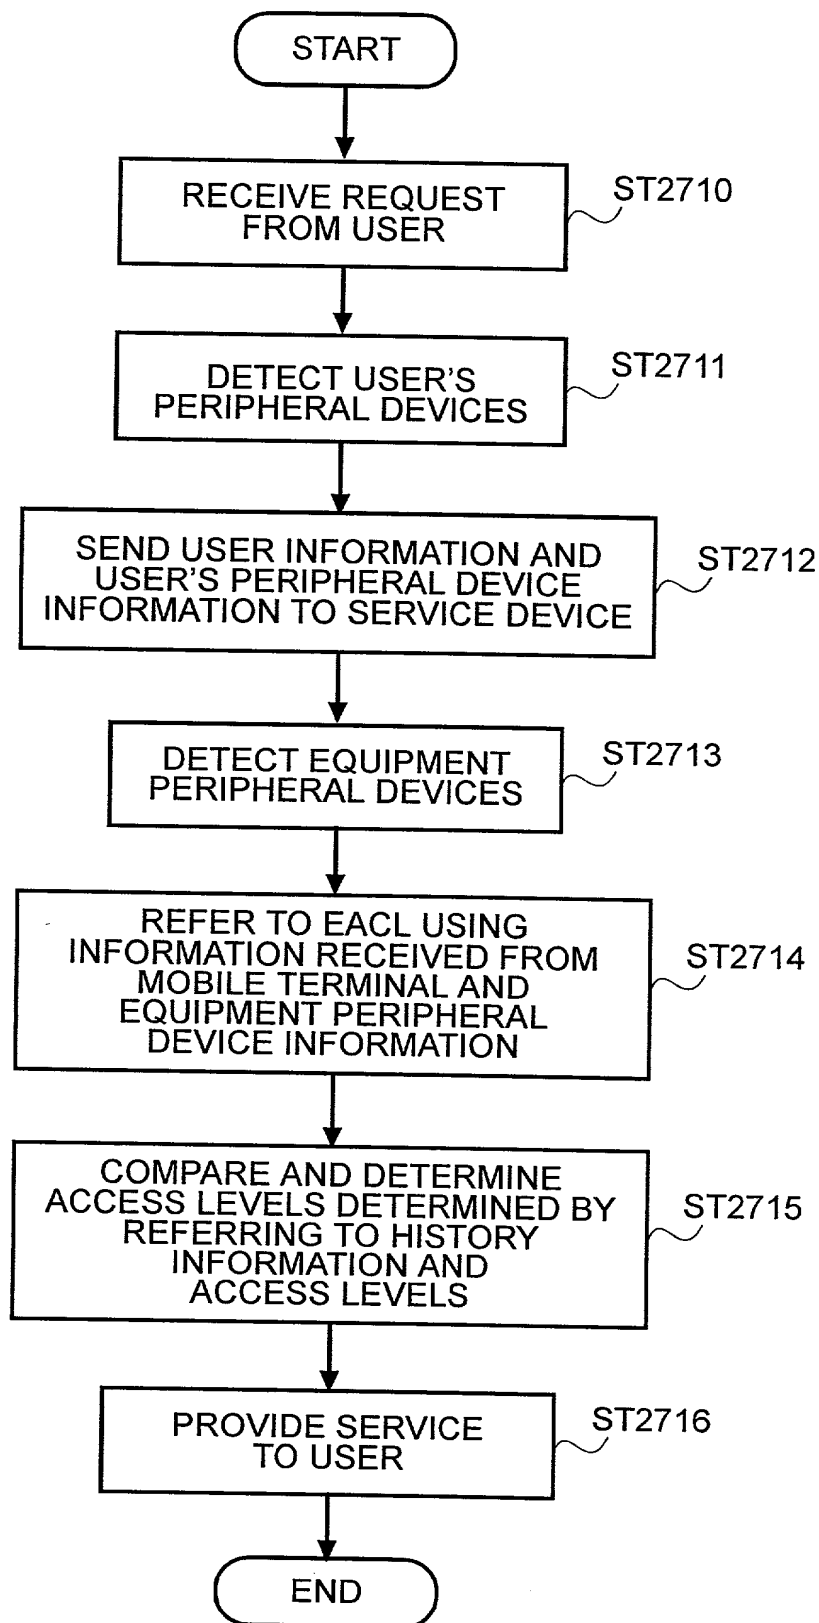 START
RECEIVE REQUEST
FROM USER
ST2710
DETECT USER'S
PERIPHERAL DEVICES
ST2711
SEND USER INFORMATION AND
USER'S PERIPHERAL DEVICE
INFORMATION TO SERVICE DEVICE
ST2712
DETECT EQUIPMENT
PERIPHERAL DEVICES
ST2713
REFER TO EACL USING
INFORMATION RECEIVED FROM
MOBILE TERMINAL AND
EQUIPMENT PERIPHERAL
DEVICE INFORMATION
ST2714
COMPARE AND DETERMINE
ACCESS LEVELS DETERMINED BY
REFERRING TO HISTORY
INFORMATION AND
ACCESS LEVELS
ST2715
PROVIDE SERVICE
TO USER
ST2716
END